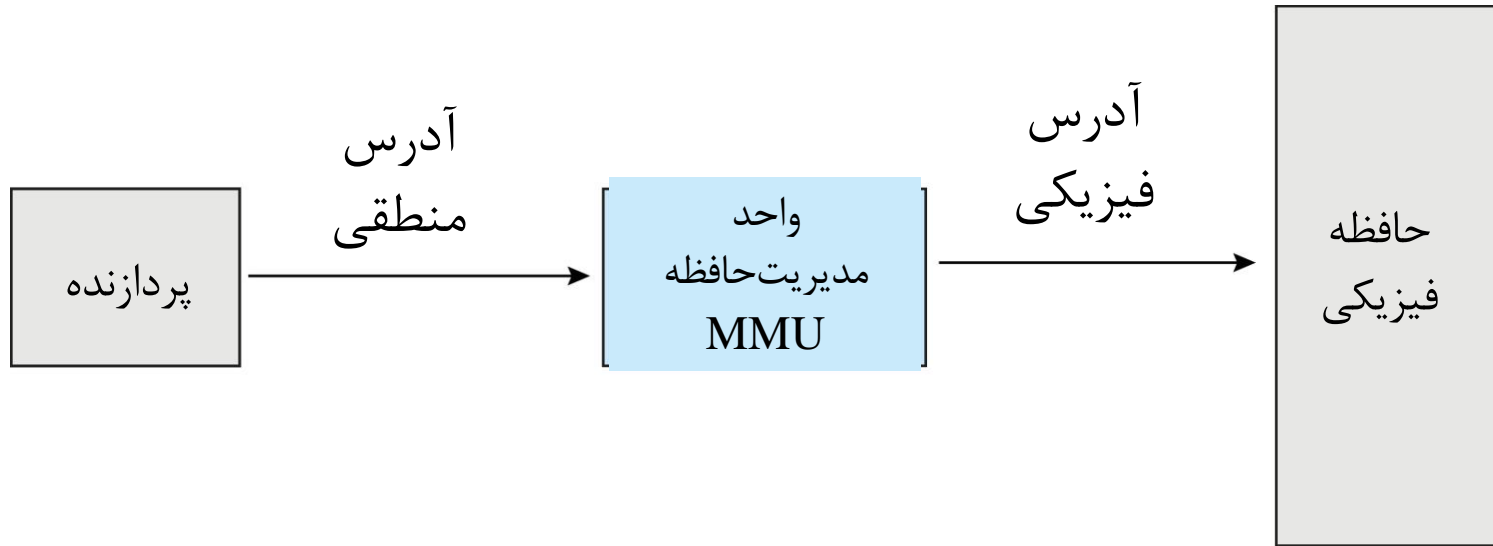 آدرس
منطقی
آدرس
فیزیکی
پردازنده
واحد
مدیریت‌حافظه
MMU
حافظه
فیزیکی